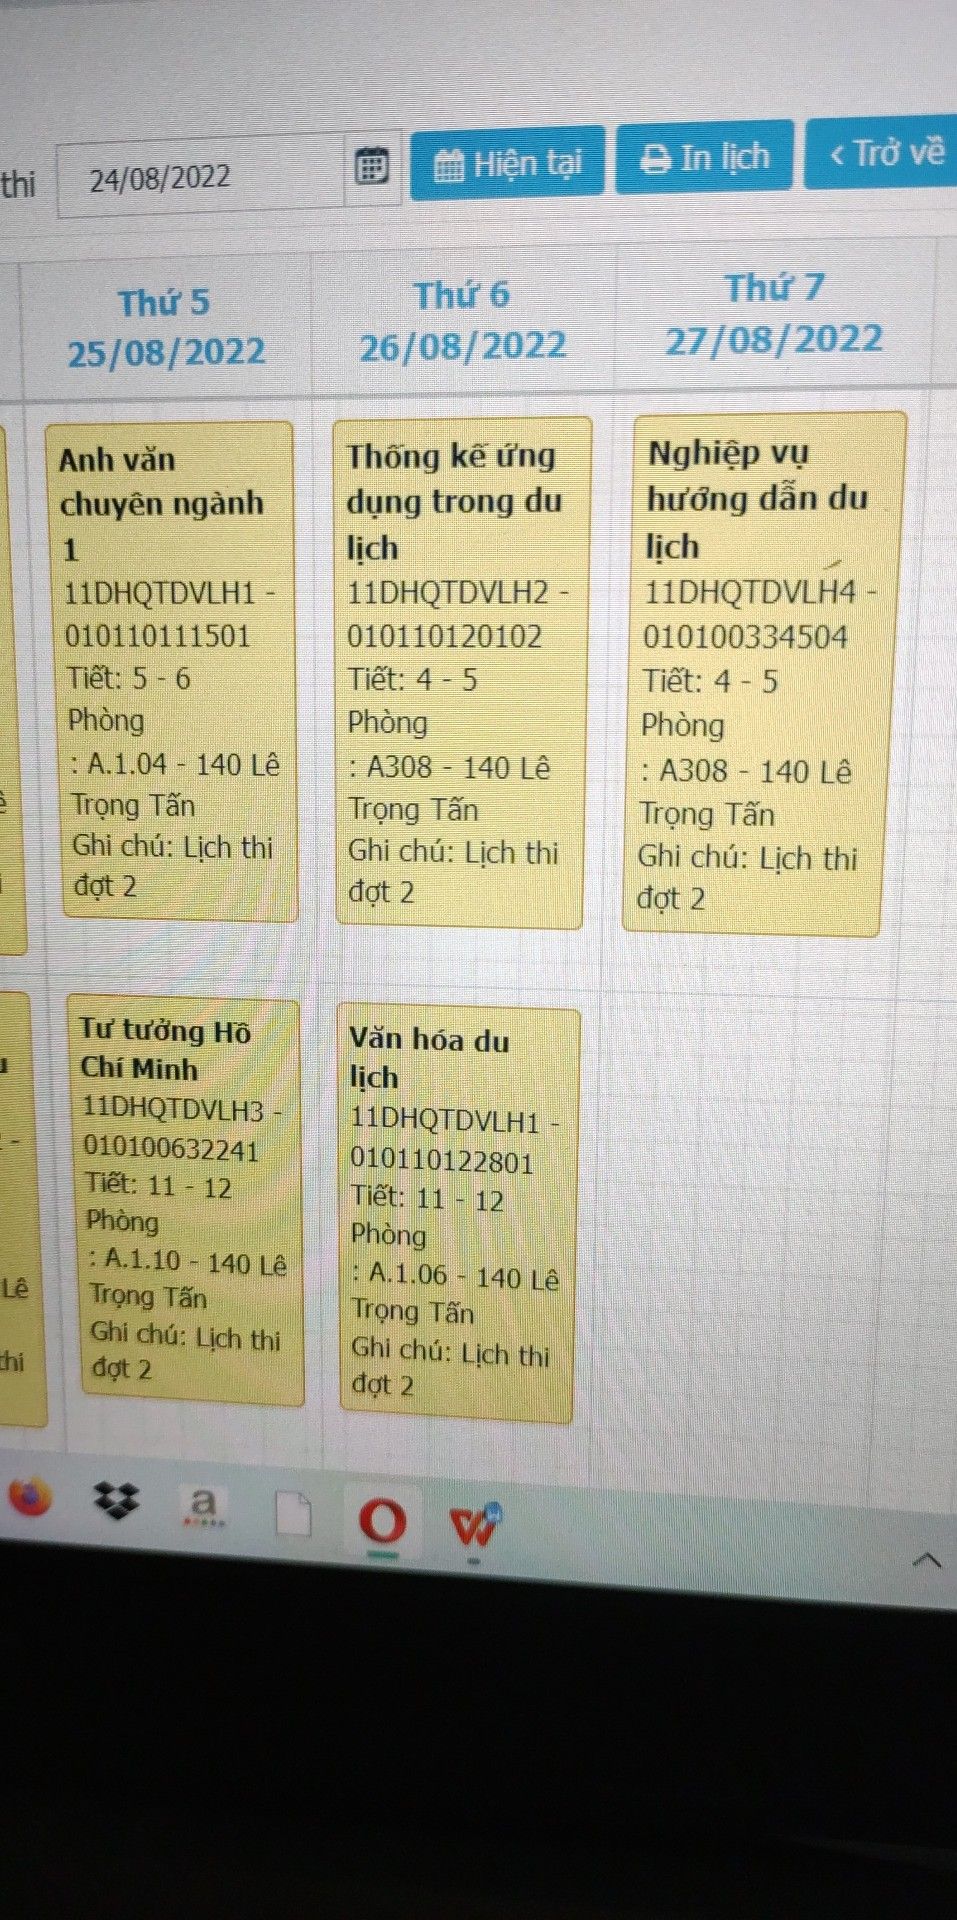 thi 24/08/2022 Hiện tại In lịch < Trở về
Thứ 5
25/08/2022
Thứ 6
26/08/2022
Thứ 7
27/08/2022
Anh văn
chuyên ngành
1
11DHQTDVLH1 -
010110111501
Tiết: 5 - 6
Phòng
: A.1.04 - 140 Lê
Trọng Tấn
Ghi chú: Lịch thi
đợt 2
Thống kế ứng
dụng trong du
lịch
11DHQTDVLH2 -
010110120102
Tiết: 4 - 5
Phòng
: A308 - 140 Lê
Trọng Tấn
Ghi chú: Lịch thi
đợt 2
Nghiệp vụ
hướng dẫn du
lịch
11DHQTDVLH4 -
010100334504
Tiết: 4 - 5
Phòng
: A308 - 140 Lê
Trọng Tấn
Ghi chú: Lịch thi
đợt 2
Lê
thi
Tư tưởng Hồ
Chí Minh
11DHQTDVLH3 -
010100632241
Tiết: 11 - 12
Phòng
: A.1.10 - 140 Lê
Trọng Tấn
Ghi chú: Lịch thi
đợt 2
Văn hóa du
lịch
11DHQTDVLH1 -
010110122801
Tiết: 11 - 12
Phòng
: A.1.06 - 140 Lê
Trọng Tấn
Ghi chú: Lịch thi
đợt 2